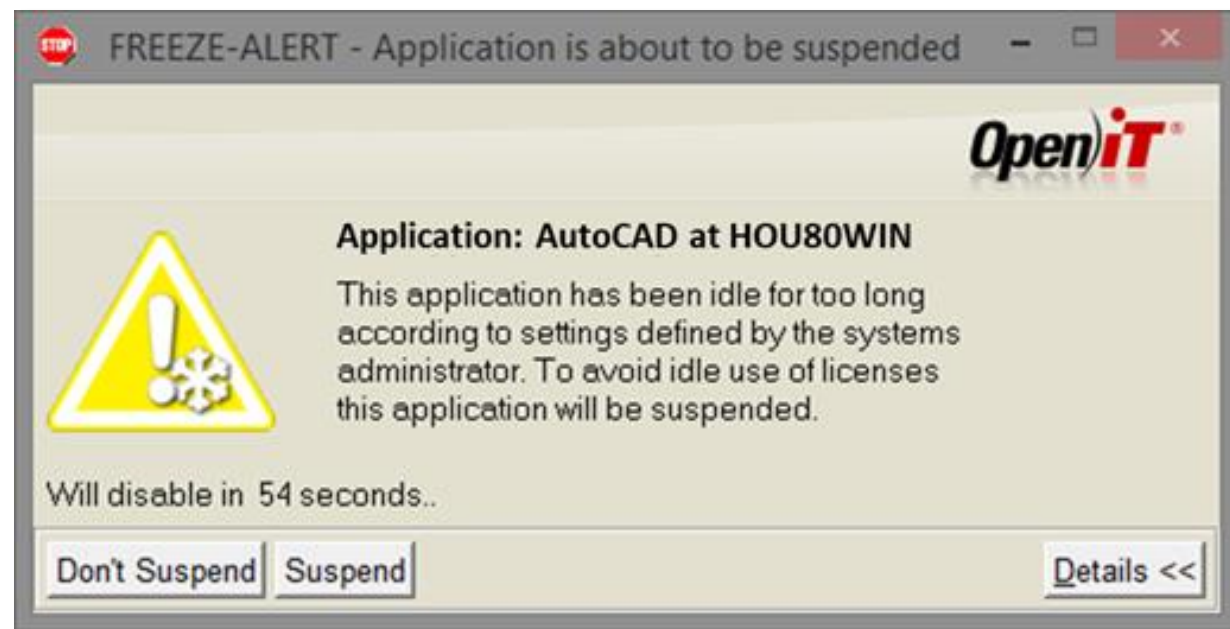 STOP
FREEZE-ALERT - Application is about to be suspended
Open iT®
Application: AutoCAD at HOU80WIN
This application has been idle for too long
according to settings defined by the systems
administrator. To avoid idle use of licenses
this application will be suspended.
Will disable in 54 seconds..
Don't Suspend Suspend Details <<